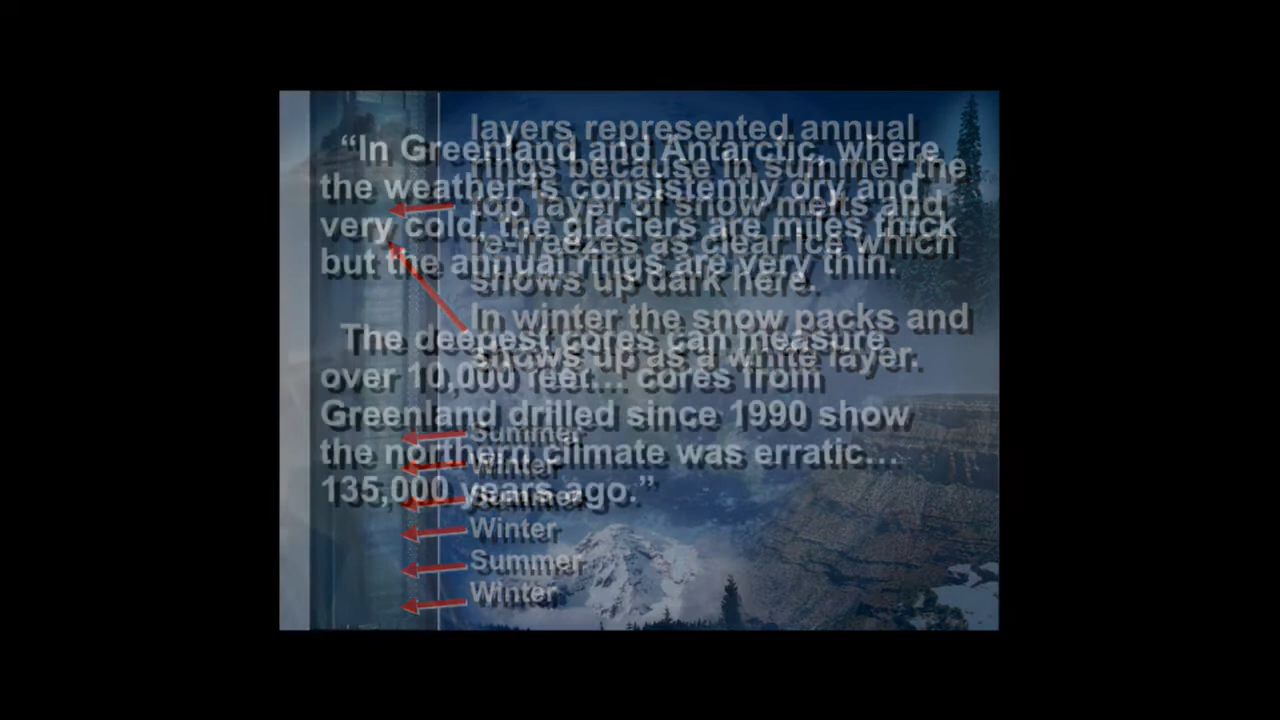 “In Greenland and Antarctic, where
the weather is consistently dry and
very cold, the glaciers are miles thick
but the annual rings are very thin.
The deepest cores can measure
over 10,000 feet… cores from
Greenland drilled since 1990 show
the northern climate was erratic…
135,000 years ago.”
layers represented annual
rings because in summer the
top layer of snow melts and
re-freezes as clear ice which
shows up dark here.
In winter the snow packs and
shows up as a white layer.
Summer
Winter
Summer
Winter
Summer
Winter